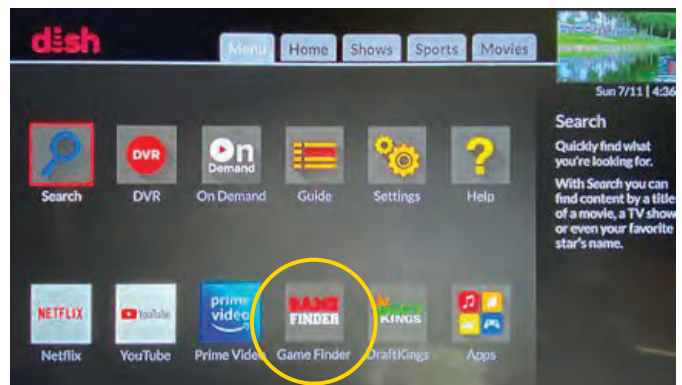 dish
Menu Home Shows Sports Movies
Sun 7/11 | 4:36
Search
Quickly find what
you're looking for.
With Search you can
find content by a title
of a movie, a TV show
or even your favorite
star's name.
DVR
On
Demand
?
Search DVR On Demand Guide Settings Help
NETFLIX
YouTube
prime
video
GAME
FINDER
KINGS
Netflix YouTube Prime Video Game Finder DraftKings Apps